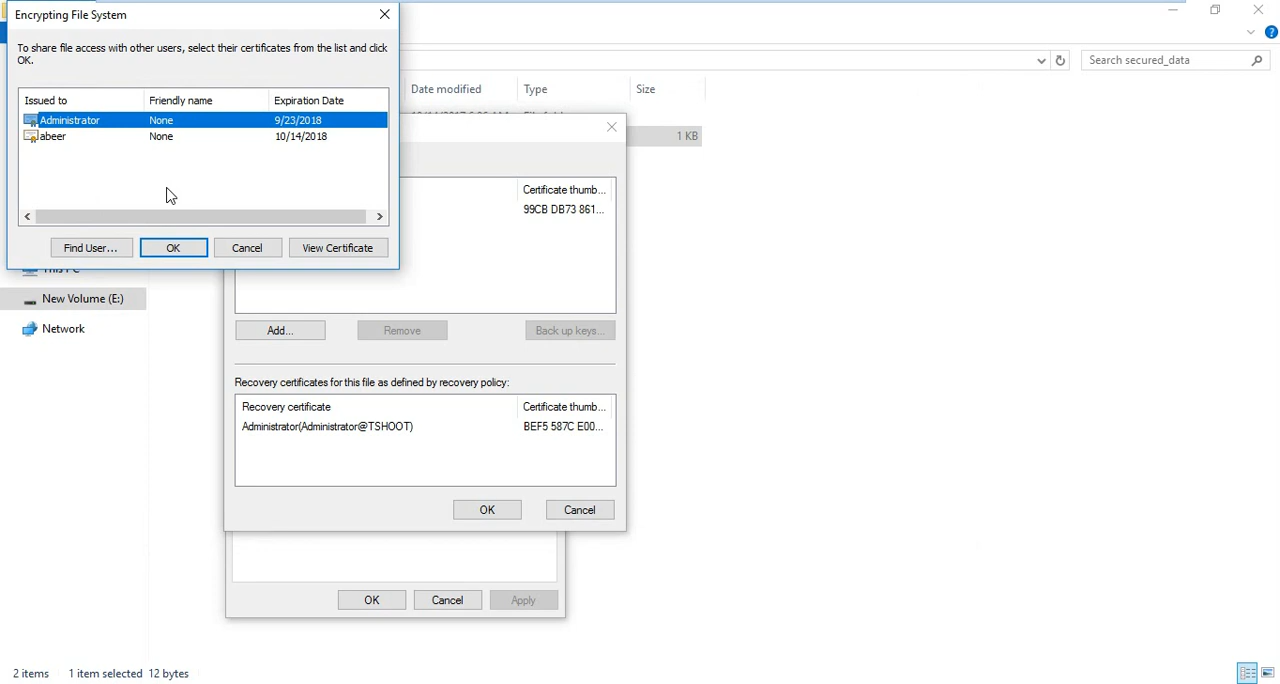 Encrypting File System
To share file access with other users, select their certificates from the list and click
OK.
Issued to Friendly name Expiration Date
Administrator None 9/23/2018
abeer None 10/14/2018
Find User... OK Cancel View Certificate
Search secured_data
Date modified Type Size
1 KB
Certificate thumb...
99CB DB73 861...
This PC
New Volume (E:)
Network
Add... Remove Back up keys...
Recovery certificates for this file as defined by recovery policy:
Recovery certificate Certificate thumb...
Administrator(Administrator@TSHOOT) BEF5 587C E00...
OK Cancel
OK Cancel Apply
2 items 1 item selected 12 bytes